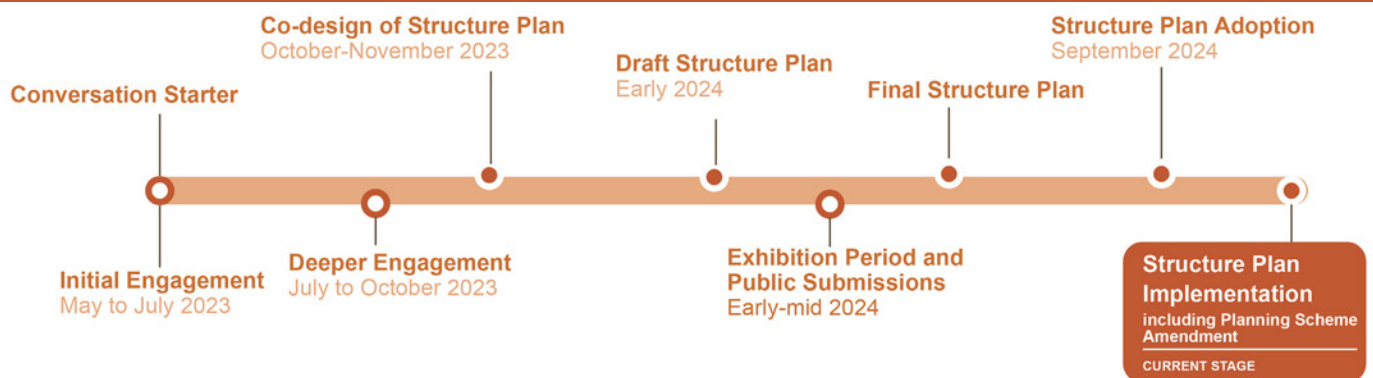 Conversation Starter
Initial Engagement
May to July 2023
Deeper Engagement
July to October 2023
Co-design of Structure Plan
October-November 2023
Draft Structure Plan
Early 2024
Exhibition Period and
Public Submissions
Early-mid 2024
Final Structure Plan
Structure Plan Adoption
September 2024
Structure Plan
Implementation
including Planning Scheme
Amendment
CURRENT STAGE